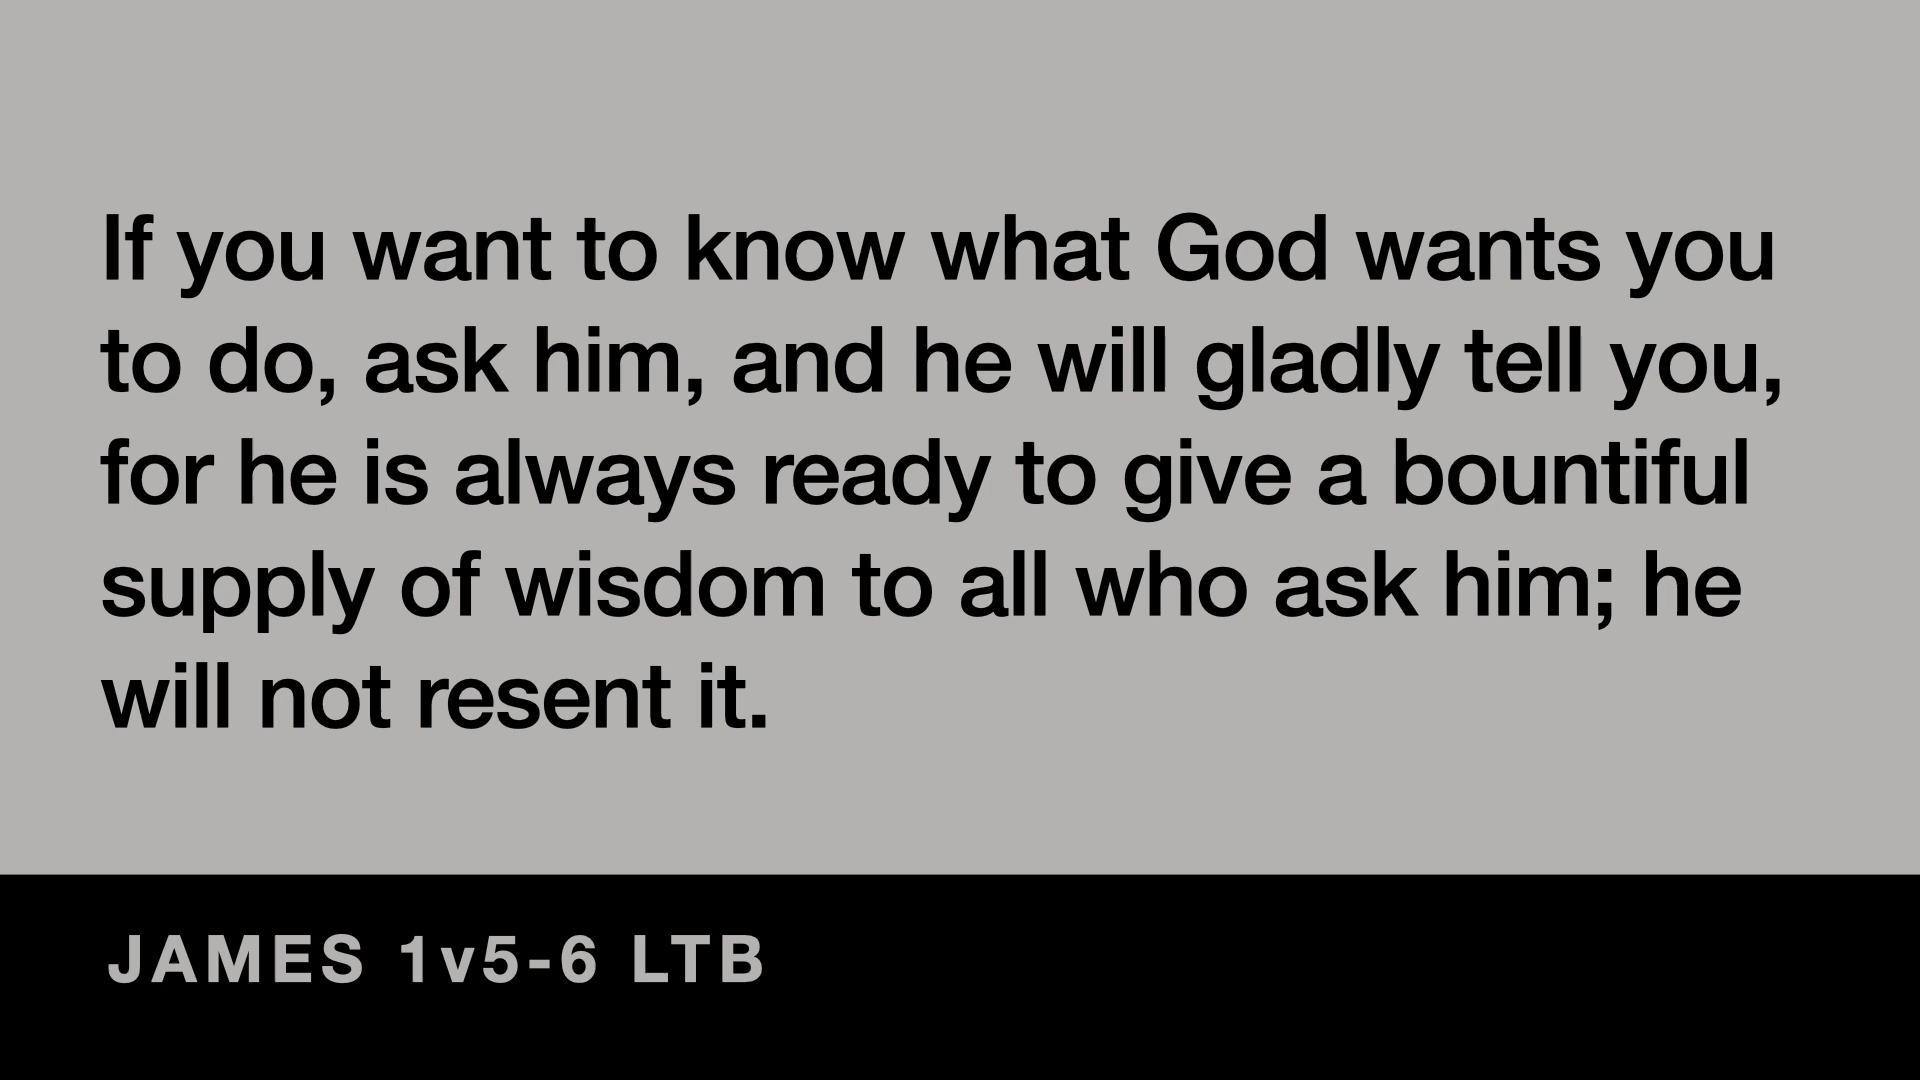 If you want to know what God wants you
to do, ask him, and he will gladly tell you,
for he is always ready to give a bountiful
supply of wisdom to all who ask him; he
will not resent it.
JAMES 1v5-6 LTB